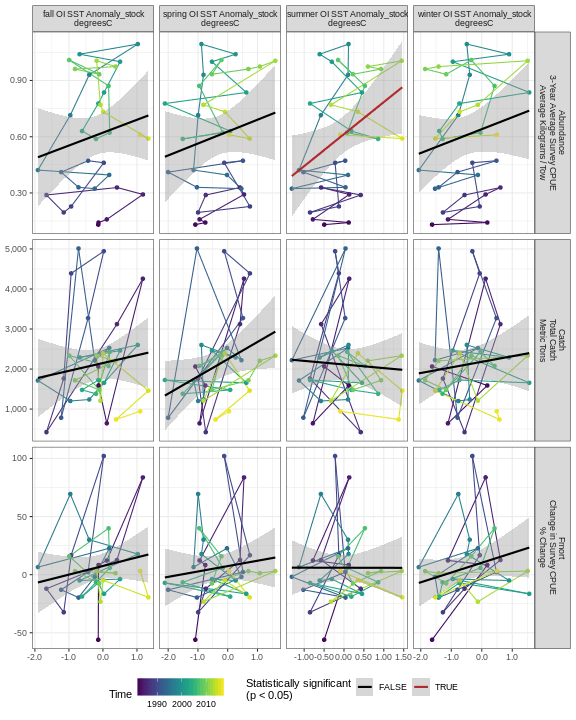 fall OI SST Anomaly_stock
degreesC
spring OI SST Anomaly_stock
degreesC
summer OI SST Anomaly_stock
degreesC
winter OI SST Anomaly_stock
degreesC
0.90
0.60
0.30
Abundance
3-Year Average Survey CPUE
Average Kilograms / Tow
5,000
4,000
3,000
2,000
1,000
Catch
Total Catch
Metric Tons
100
50
0
-50
Fmort
Change in Survey CPUE
% Change
-2.0 -1.0 0.0 1.0
-2.0 -1.0 0.0 1.0
-1.00 -0.50 0.00 0.50 1.00 1.50
-2.0 -1.0 0.0 1.0
Time
1990 2000 2010
Statistically significant
(p < 0.05)
FALSE
TRUE